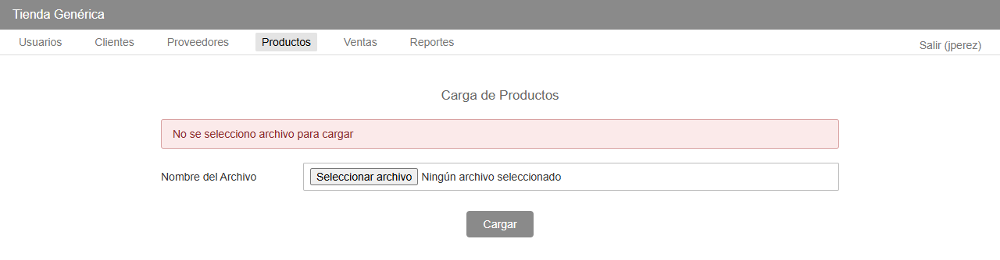 Tienda Genérica
Usuarios Clientes Proveedores Productos Ventas Reportes Salir (jperez)
Carga de Productos
No se selecciono archivo para cargar
Nombre del Archivo Seleccionar archivo Ningún archivo seleccionado
Cargar